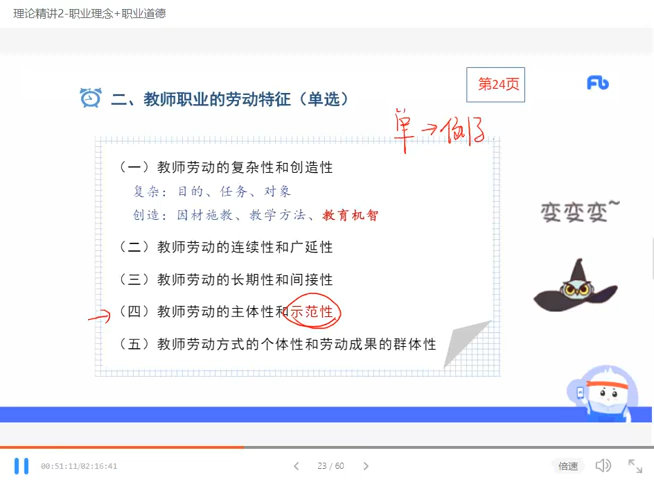 理论精讲2-职业理念+职业道德
第24页
二、教师职业的劳动特征（单选）
单→例子
（一）教师劳动的复杂性和创造性
复杂：目的、任务、对象
创造：因材施教、教学方法、教育机智
变变变~
（二）教师劳动的连续性和广延性
（三）教师劳动的长期性和间接性
（四）教师劳动的主体性和示范性
（五）教师劳动方式的个体性和劳动成果的群体性
00:51:11/02:16:41
23 / 60
倍速